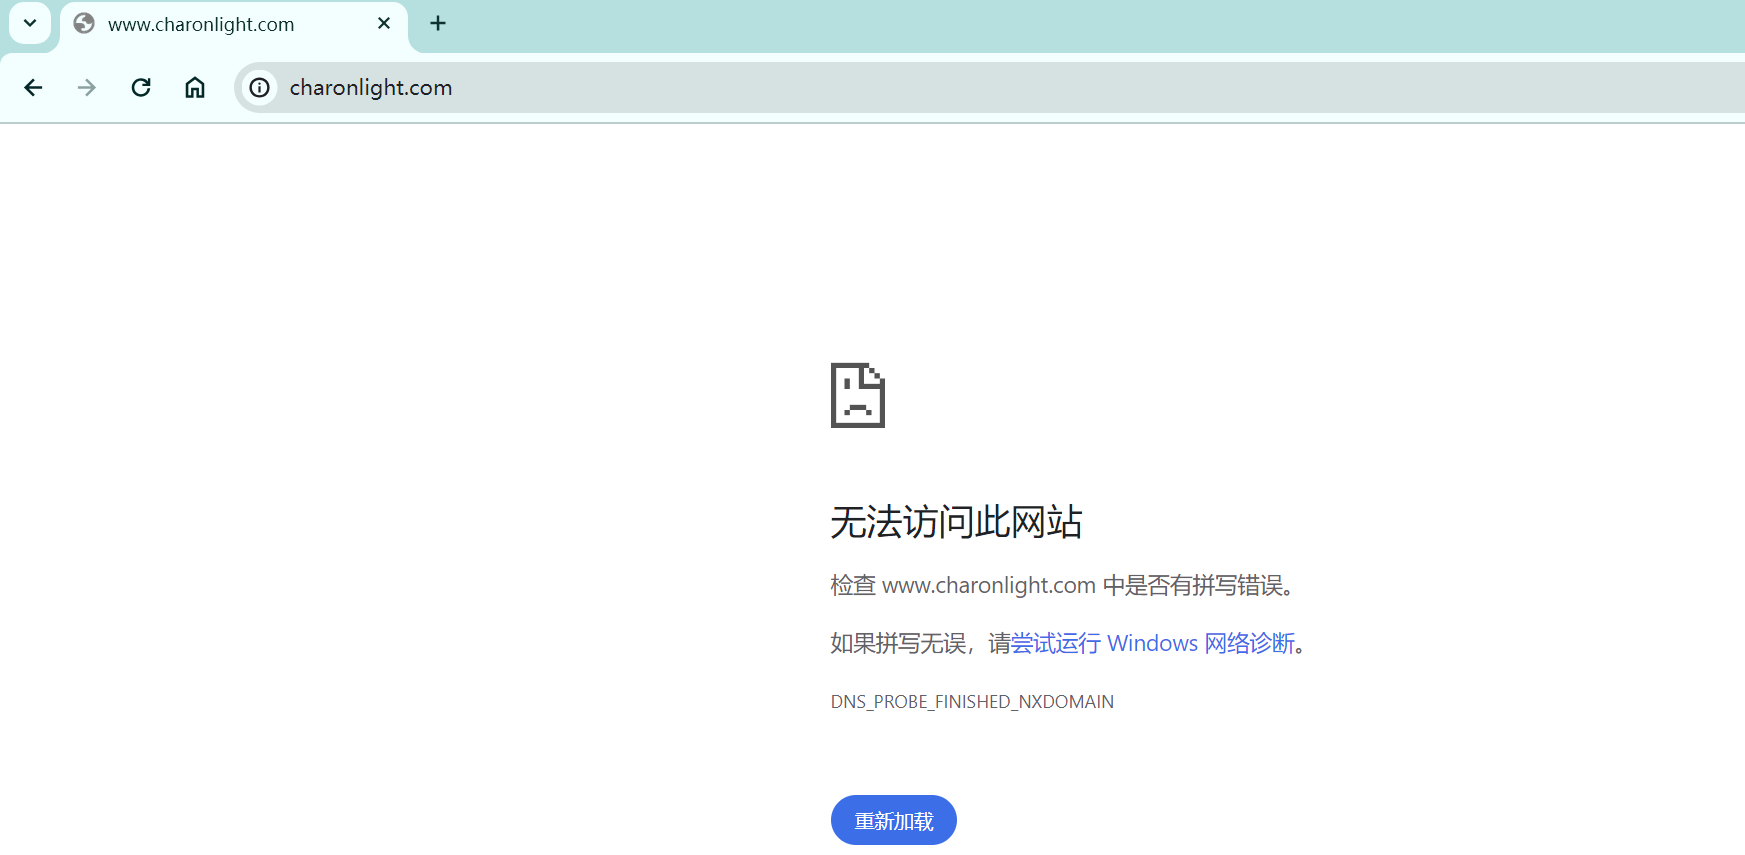 www.charonlight.com
charonlight.com
无法访问此网站
检查 www.charonlight.com 中是否有拼写错误。
如果拼写无误，请尝试运行 Windows 网络诊断。
DNS_PROBE_FINISHED_NXDOMAIN
重新加载